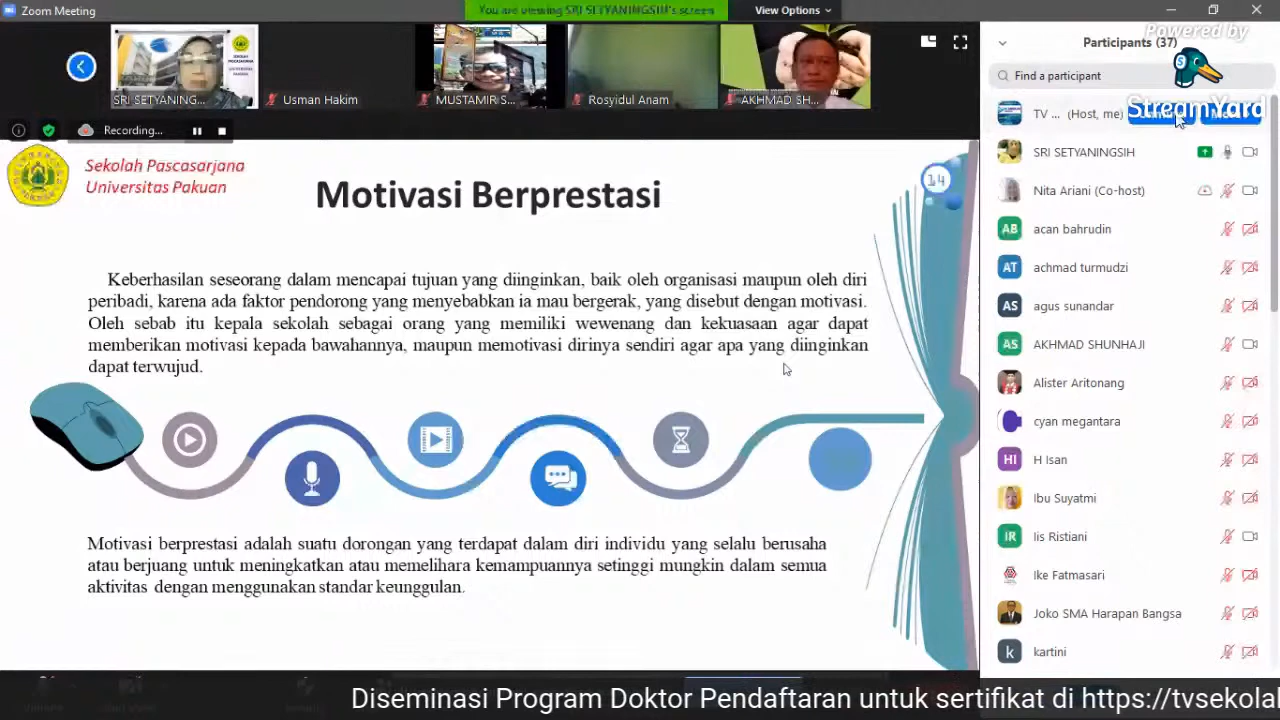 Zoom Meeting
You are viewing SRI SETYANINGSIH's screen
View Options
Powered by
StreamYard
Participants (37)
Find a participant
SRI SETYANING...
Usman Hakim
MUSTAMIR S...
Rosyidul Anam
AKHMAD SH...
Recording...
Sekolah Pascasarjana
Universitas Pakuan
Motivasi Berprestasi
14
Keberhasilan seseorang dalam mencapai tujuan yang diinginkan, baik oleh organisasi maupun oleh diri
peribadi, karena ada faktor pendorong yang menyebabkan ia mau bergerak, yang disebut dengan motivasi.
Oleh sebab itu kepala sekolah sebagai orang yang memiliki wewenang dan kekuasaan agar dapat
memberikan motivasi kepada bawahannya, maupun memotivasi dirinya sendiri agar apa yang diinginkan
dapat terwujud.
Motivasi berprestasi adalah suatu dorongan yang terdapat dalam diri individu yang selalu berusaha
atau berjuang untuk meningkatkan atau memelihara kemampuannya setinggi mungkin dalam semua
aktivitas dengan menggunakan standar keunggulan.
TV ... (Host, me)
SRI SETYANINGSIH
Nita Ariani (Co-host)
AB acan bahrudin
AT achmad turmudzi
AS agus sunandar
AS AKHMAD SHUNHAJI
Alister Aritonang
cyan megantara
HI H Isan
Ibu Suyatmi
IR Iis Ristiani
Ike Fatmasari
Joko SMA Harapan Bangsa
k kartini
Diseminasi Program Doktor Pendaftaran untuk sertifikat di https://tvsekola